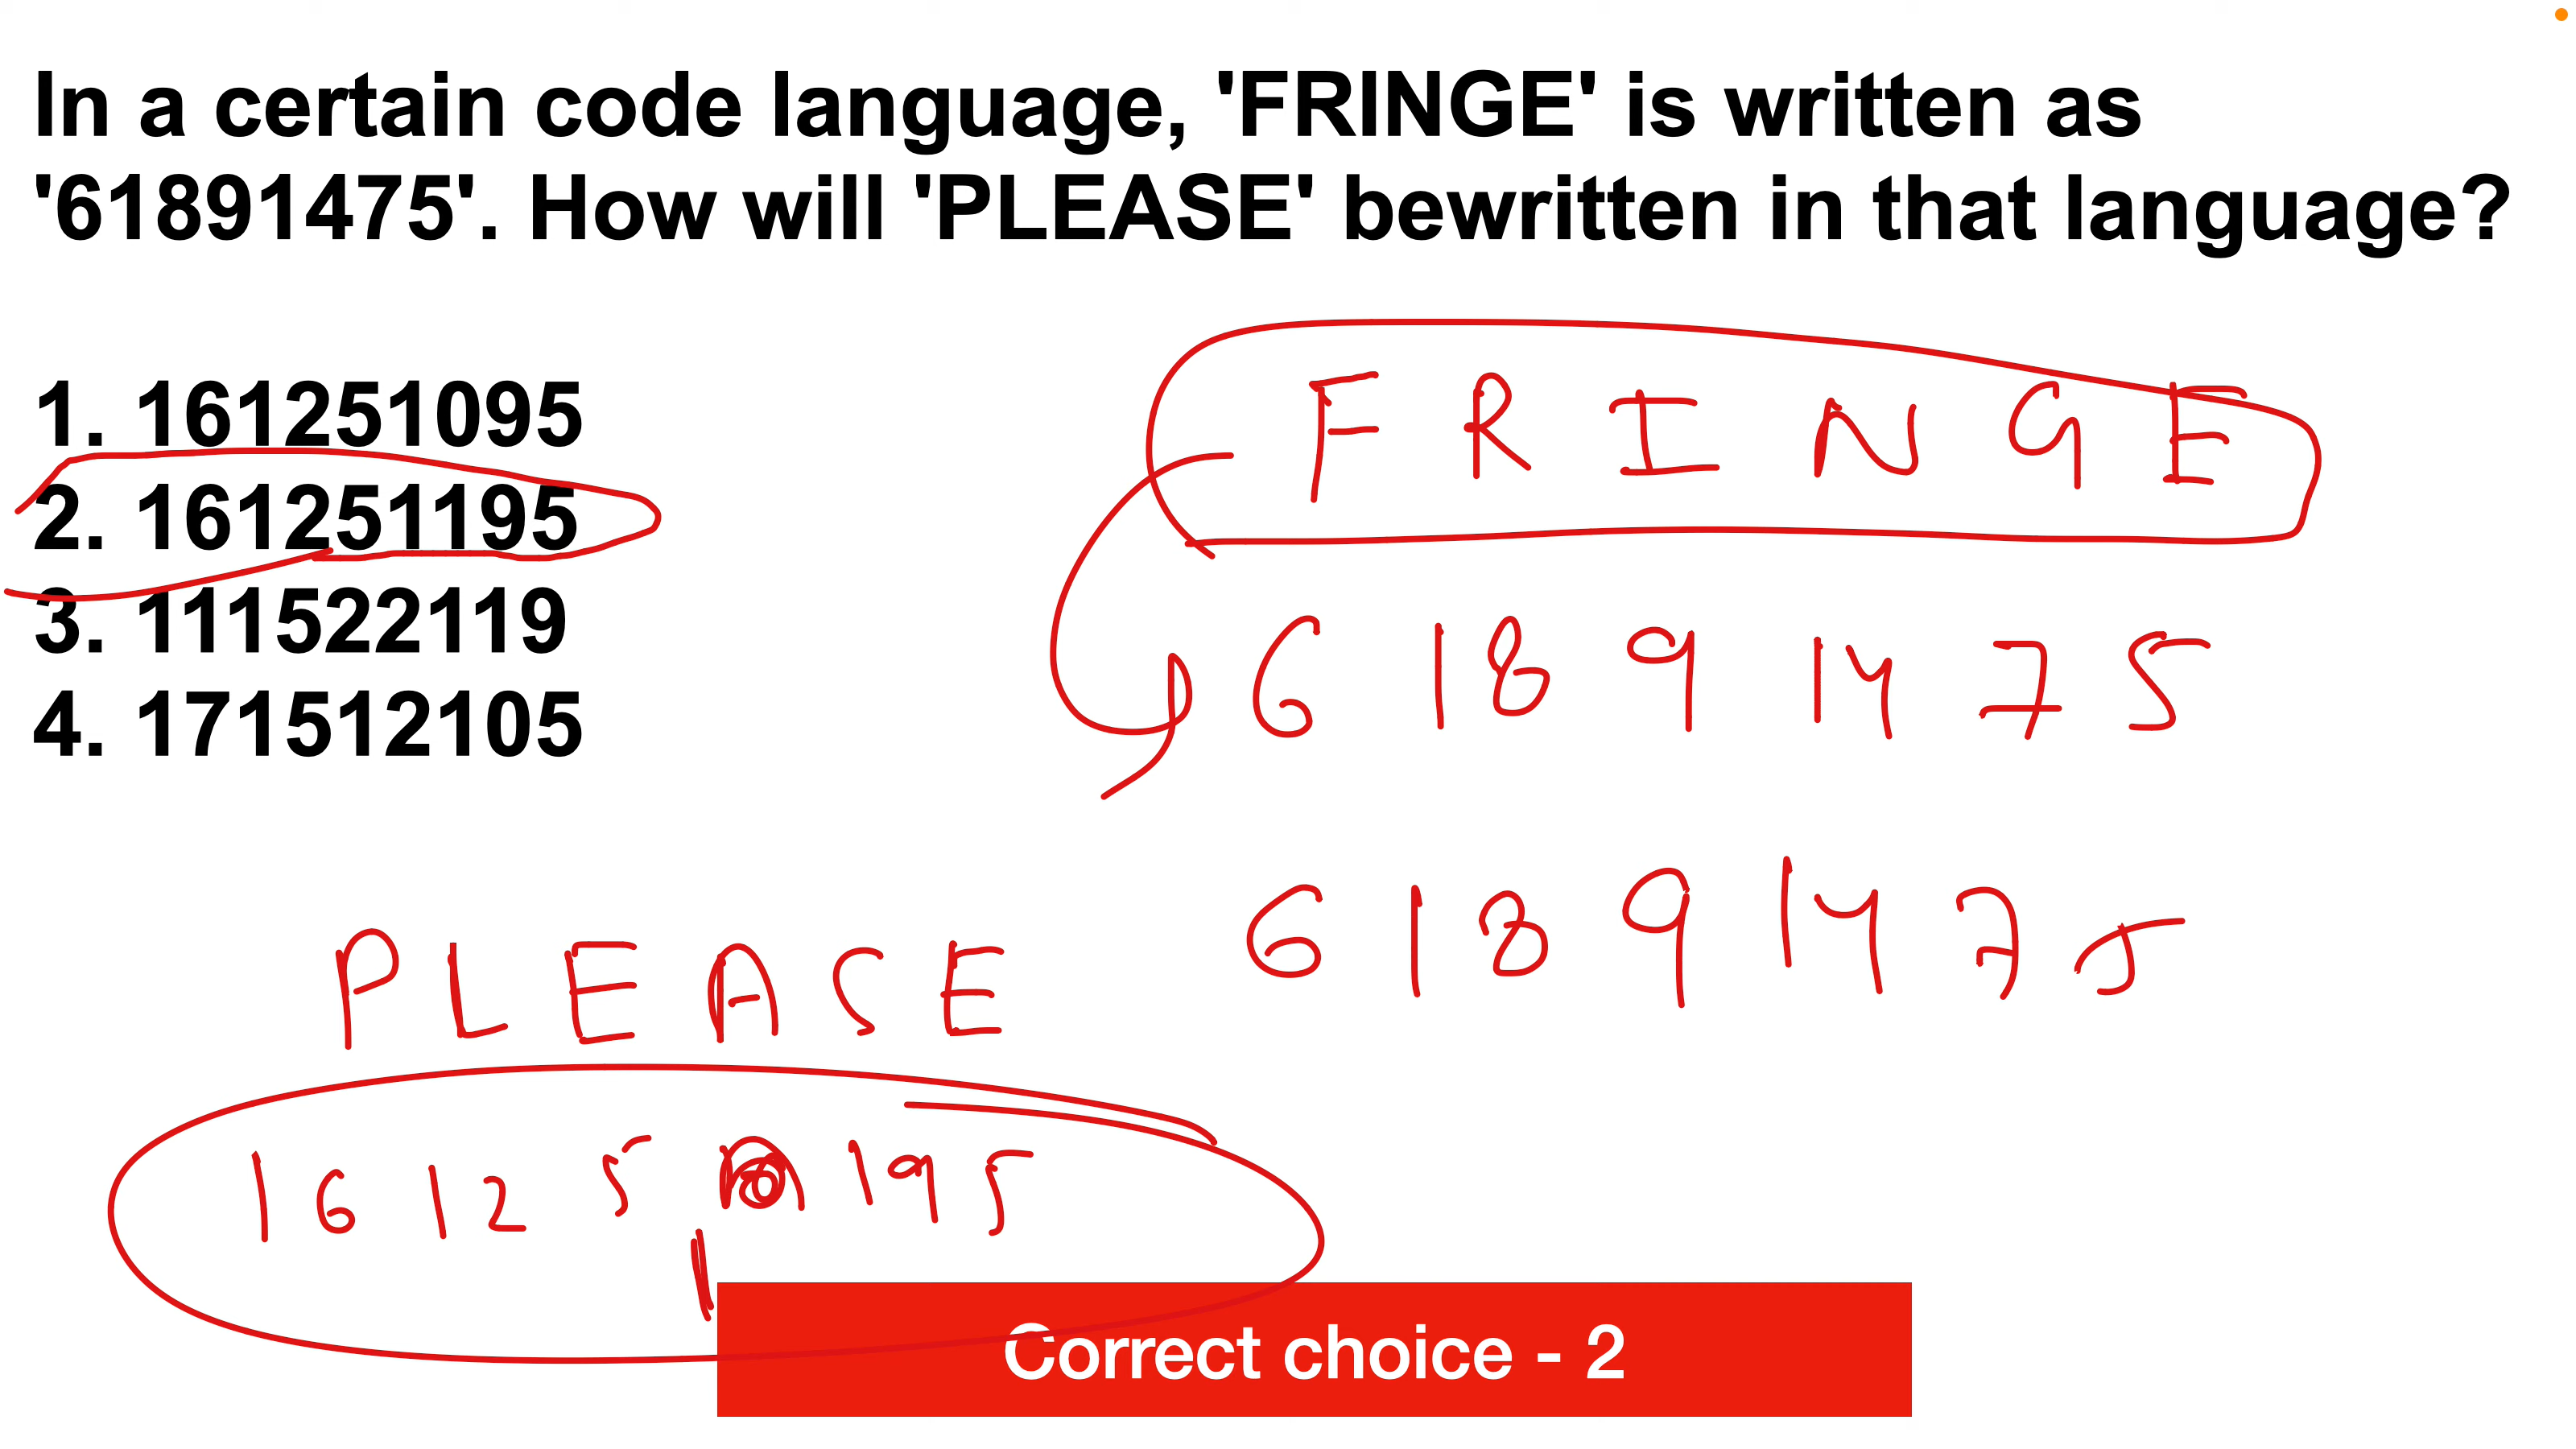 In a certain code language, 'FRINGE' is written as
'61891475'. How will 'PLEASE' bewritten in that language?
1. 161251095
2. 161251195
3. 111522119
4. 171512105
F R I N G E
6 18 9 14 7 5
6 18 9 14 7 5
P L E A S E
16 12 5 19 5
1
Correct choice - 2